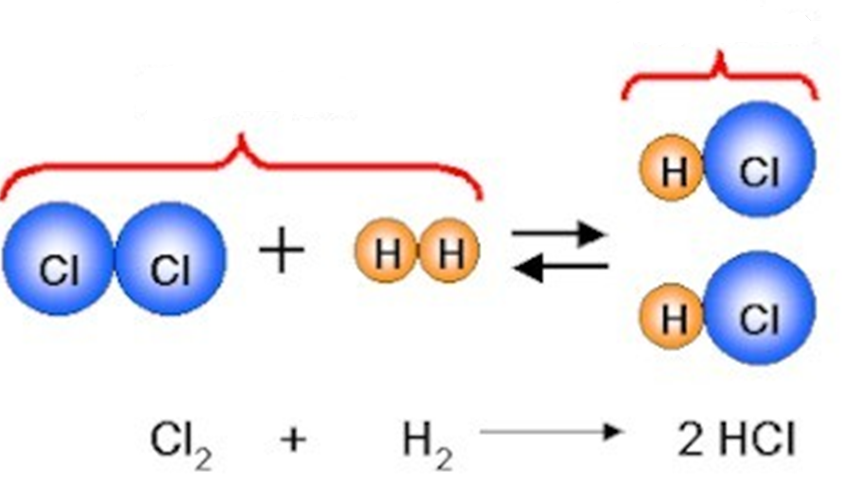 H Cl
Cl Cl + H H
H Cl
Cl₂ + H₂ → 2 HCl